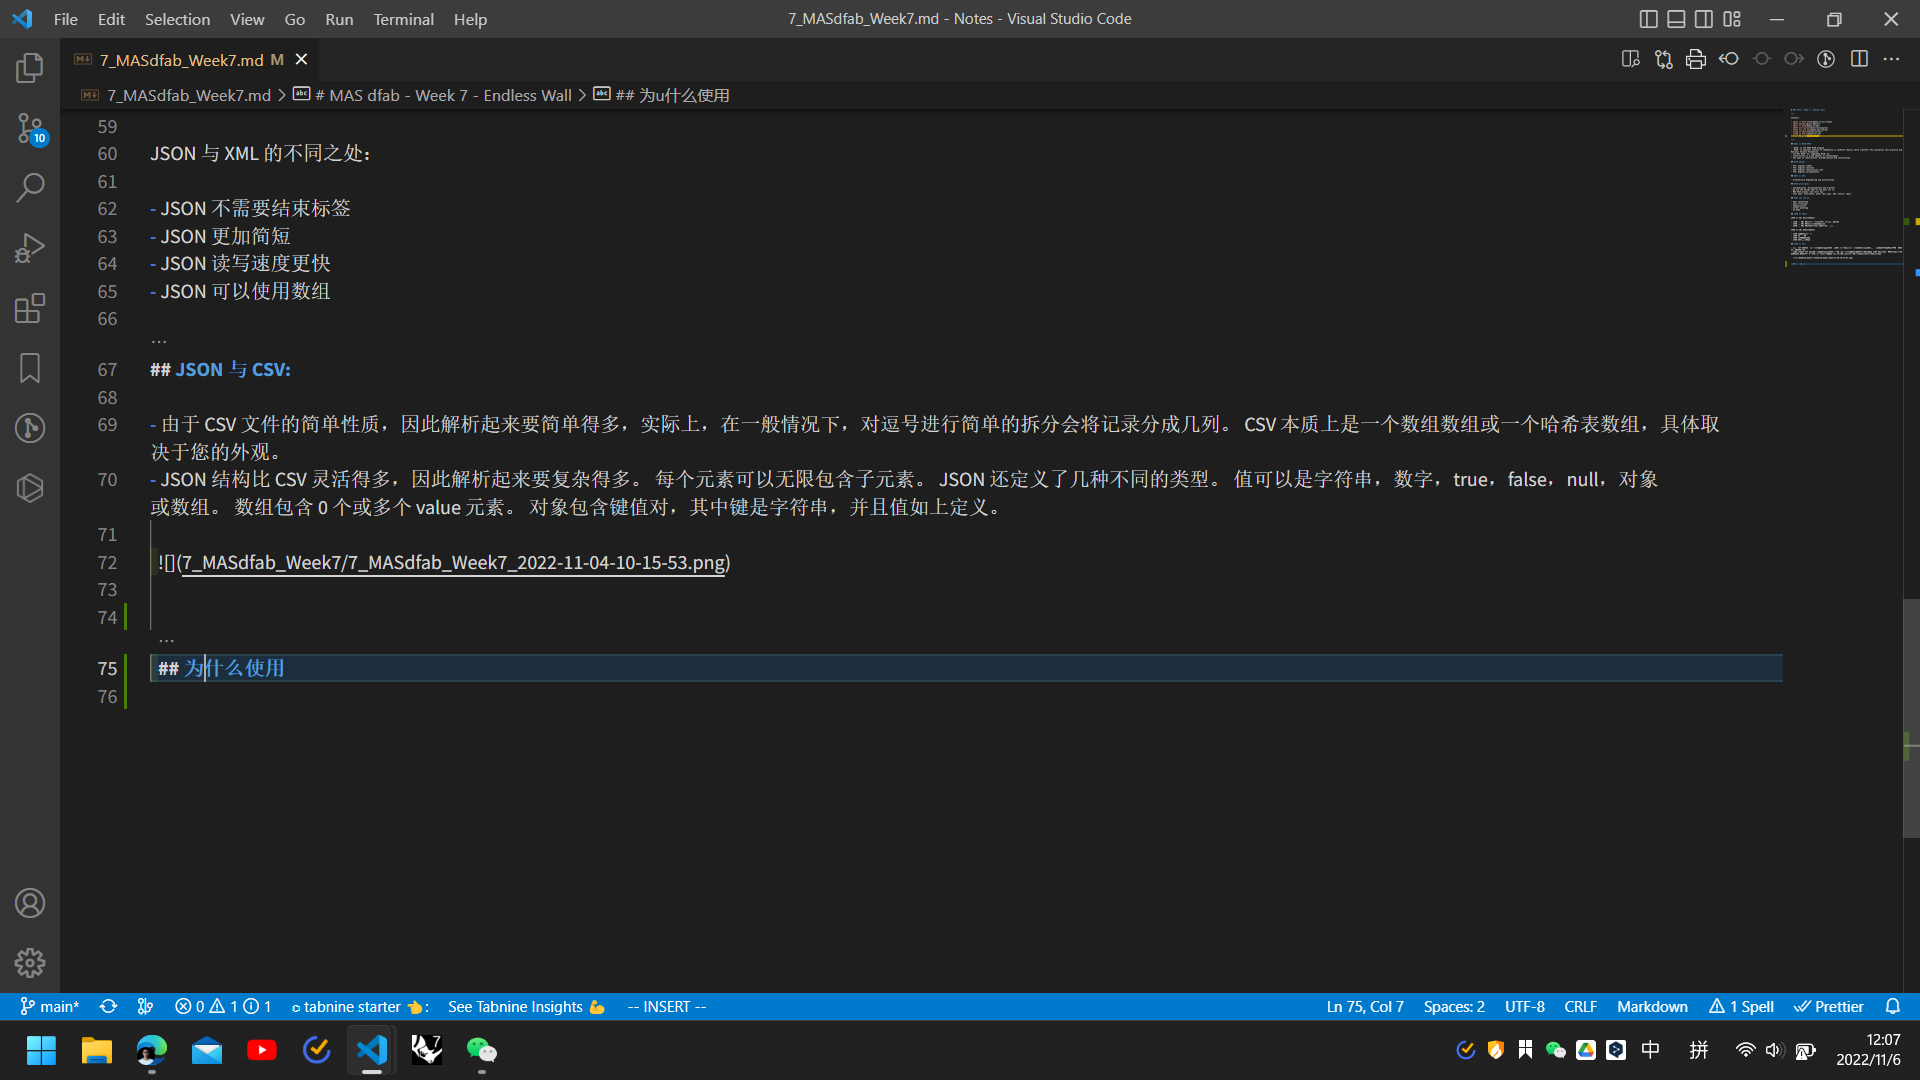 File Edit Selection View Go Run Terminal Help
7_MASdfab_Week7.md - Notes - Visual Studio Code
7_MASdfab_Week7.md M
7_MASdfab_Week7.md > # MAS dfab - Week 7 - Endless Wall > ## 为u什么使用
10
59
60 JSON 与 XML 的不同之处：
61
62 - JSON 不需要结束标签
63 - JSON 更加简短
64 - JSON 读写速度更快
65 - JSON 可以使用数组
66
...
67 ## JSON 与 CSV:
68
69 - 由于 CSV 文件的简单性质，因此解析起来要简单得多，实际上，在一般情况下，对逗号进行简单的拆分会将记录分成几列。 CSV 本质上是一个数组数组或一个哈希表数组，具体取
决于您的外观。
70 - JSON 结构比 CSV 灵活得多，因此解析起来要复杂得多。 每个元素可以无限包含子元素。 JSON 还定义了几种不同的类型。 值可以是字符串，数字，true，false，null，对象
或数组。 数组包含 0 个或多个 value 元素。 对象包含键值对，其中键是字符串，并且值如上定义。
71
72 ![](7_MASdfab_Week7/7_MASdfab_Week7_2022-11-04-10-15-53.png)
73
74
...
75 ## 为什么使用
76
main* 0 1 1 tabnine starter : See Tabnine Insights -- INSERT --
Ln 75, Col 7 Spaces: 2 UTF-8 CRLF Markdown 1 Spell Prettier
7
中 拼
12:07
2022/11/6